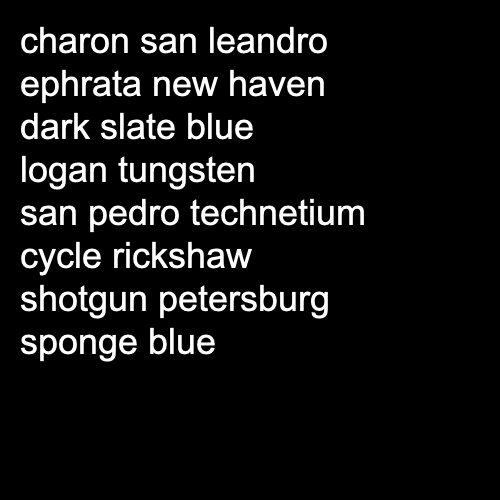 charon san leandro
ephrata new haven
dark slate blue
logan tungsten
san pedro technetium
cycle rickshaw
shotgun petersburg
sponge blue